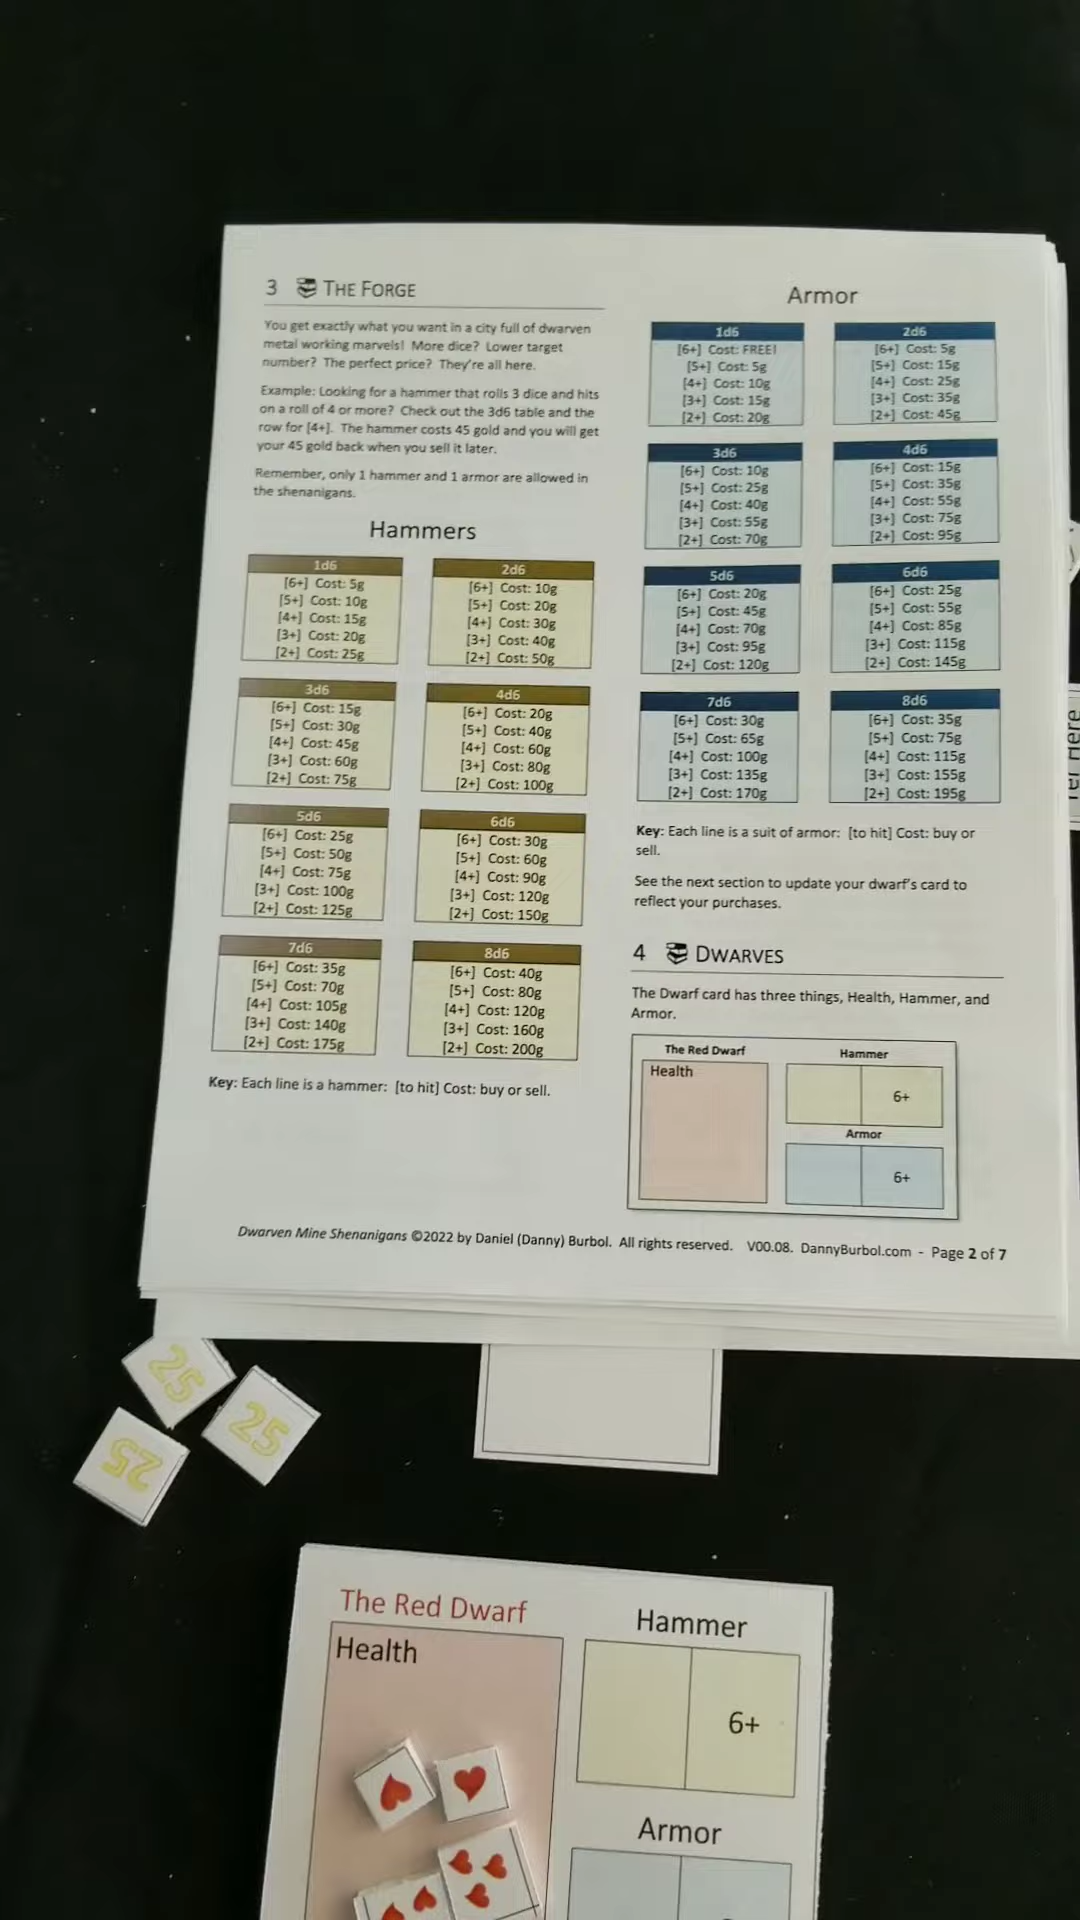 3 THE FORGE
You get exactly what you want in a city full of dwarven
metal working marvels! More dice? Lower target
number? The perfect price? They're all here.
Example: Looking for a hammer that rolls 3 dice and hits
on a roll of 4 or more? Check out the 3d6 table and the
row for [4+]. The hammer costs 45 gold and you will get
your 45 gold back when you sell it later.
Remember, only 1 hammer and 1 armor are allowed in
the shenanigans.
Hammers
1d6
[6+] Cost: 5g
[5+] Cost: 10g
[4+] Cost: 15g
[3+] Cost: 20g
[2+] Cost: 25g
2d6
[6+] Cost: 10g
[5+] Cost: 20g
[4+] Cost: 30g
[3+] Cost: 40g
[2+] Cost: 50g
3d6
[6+] Cost: 15g
[5+] Cost: 30g
[4+] Cost: 45g
[3+] Cost: 60g
[2+] Cost: 75g
4d6
[6+] Cost: 20g
[5+] Cost: 40g
[4+] Cost: 60g
[3+] Cost: 80g
[2+] Cost: 100g
5d6
[6+] Cost: 25g
[5+] Cost: 50g
[4+] Cost: 75g
[3+] Cost: 100g
[2+] Cost: 125g
6d6
[6+] Cost: 30g
[5+] Cost: 60g
[4+] Cost: 90g
[3+] Cost: 120g
[2+] Cost: 150g
7d6
[6+] Cost: 35g
[5+] Cost: 70g
[4+] Cost: 105g
[3+] Cost: 140g
[2+] Cost: 175g
8d6
[6+] Cost: 40g
[5+] Cost: 80g
[4+] Cost: 120g
[3+] Cost: 160g
[2+] Cost: 200g
Key: Each line is a hammer: [to hit] Cost: buy or sell.
Armor
1d6
[6+] Cost: FREE!
[5+] Cost: 5g
[4+] Cost: 10g
[3+] Cost: 15g
[2+] Cost: 20g
2d6
[6+] Cost: 5g
[5+] Cost: 15g
[4+] Cost: 25g
[3+] Cost: 35g
[2+] Cost: 45g
3d6
[6+] Cost: 10g
[5+] Cost: 25g
[4+] Cost: 40g
[3+] Cost: 55g
[2+] Cost: 70g
4d6
[6+] Cost: 15g
[5+] Cost: 35g
[4+] Cost: 55g
[3+] Cost: 75g
[2+] Cost: 95g
5d6
[6+] Cost: 20g
[5+] Cost: 45g
[4+] Cost: 70g
[3+] Cost: 95g
[2+] Cost: 120g
6d6
[6+] Cost: 25g
[5+] Cost: 55g
[4+] Cost: 85g
[3+] Cost: 115g
[2+] Cost: 145g
7d6
[6+] Cost: 30g
[5+] Cost: 65g
[4+] Cost: 100g
[3+] Cost: 135g
[2+] Cost: 170g
8d6
[6+] Cost: 35g
[5+] Cost: 75g
[4+] Cost: 115g
[3+] Cost: 155g
[2+] Cost: 195g
Key: Each line is a suit of armor: [to hit] Cost: buy or
sell.
See the next section to update your dwarf's card to
reflect your purchases.
4 DWARVES
The Dwarf card has three things, Health, Hammer, and
Armor.
The Red Dwarf
Health
Hammer
6+
Armor
6+
Dwarven Mine Shenanigans ©2022 by Daniel (Danny) Burbol. All rights reserved. V00.08. DannyBurbol.com - Page 2 of 7
Here
25
25
25
The Red Dwarf
Health
Hammer
6+
Armor